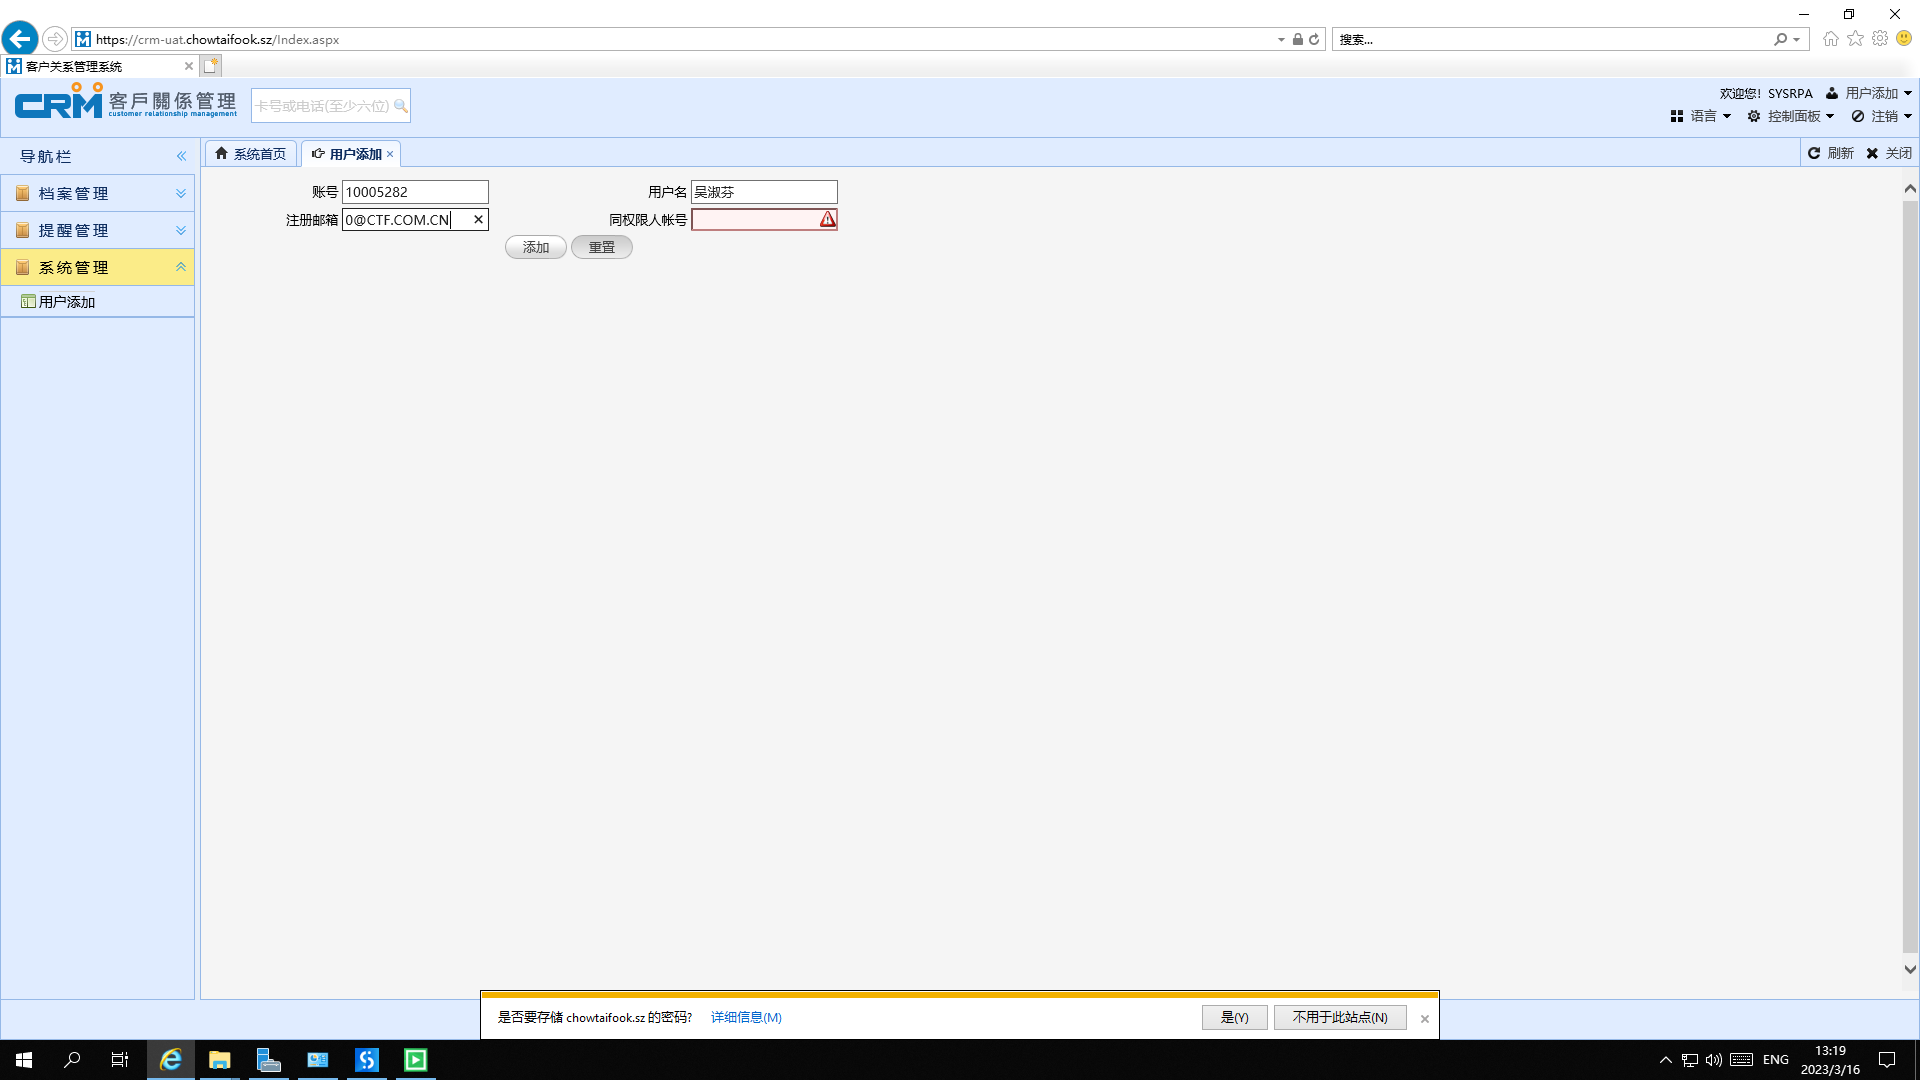 https://crm-uat.chowtaifook.sz/Index.aspx
搜索...
客户关系管理系统
CRM 客戶關係管理
customer relationship management
卡号或电话(至少六位)
欢迎您! SYSRPA 用户添加
语言 控制面板 注销
导航栏
系统首页
用户添加
刷新 关闭
档案管理
提醒管理
系统管理
用户添加
账号 10005282 用户名 吴淑芬
注册邮箱 0@CTF.COM.CN 同权限人帐号
添加 重置
是否要存储 chowtaifook.sz 的密码? 详细信息(M) 是(Y) 不用于此站点(N)
ENG
13:19
2023/3/16